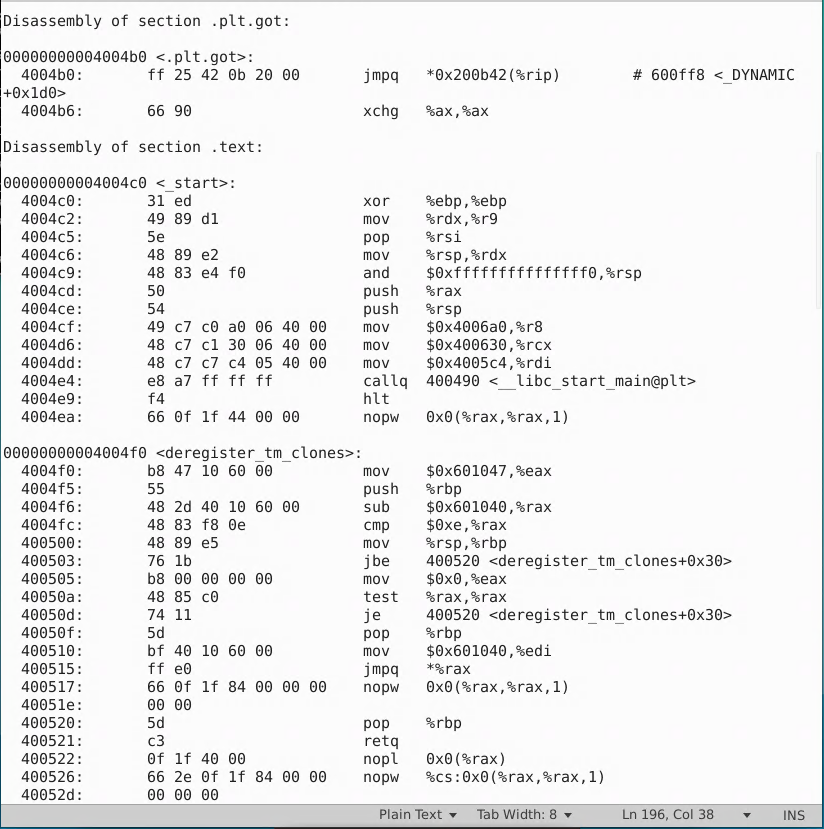 Disassembly of section .plt.got:

00000000004004b0 <.plt.got>:
  4004b0:	ff 25 42 0b 20 00    	jmpq   *0x200b42(%rip)        # 600ff8 <_DYNAMIC
+0x1d0>
  4004b6:	66 90                	xchg   %ax,%ax

Disassembly of section .text:

00000000004004c0 <_start>:
  4004c0:	31 ed                	xor    %ebp,%ebp
  4004c2:	49 89 d1             	mov    %rdx,%r9
  4004c5:	5e                   	pop    %rsi
  4004c6:	48 89 e2             	mov    %rsp,%rdx
  4004c9:	48 83 e4 f0          	and    $0xfffffffffffffff0,%rsp
  4004cd:	50                   	push   %rax
  4004ce:	54                   	push   %rsp
  4004cf:	49 c7 c0 a0 06 40 00 	mov    $0x4006a0,%r8
  4004d6:	48 c7 c1 30 06 40 00 	mov    $0x400630,%rcx
  4004dd:	48 c7 c7 c4 05 40 00 	mov    $0x4005c4,%rdi
  4004e4:	e8 a7 ff ff ff       	callq  400490 <__libc_start_main@plt>
  4004e9:	f4                   	hlt
  4004ea:	66 0f 1f 44 00 00    	nopw   0x0(%rax,%rax,1)

00000000004004f0 <deregister_tm_clones>:
  4004f0:	b8 47 10 60 00       	mov    $0x601047,%eax
  4004f5:	55                   	push   %rbp
  4004f6:	48 2d 40 10 60 00    	sub    $0x601040,%rax
  4004fc:	48 83 f8 0e          	cmp    $0xe,%rax
  400500:	48 89 e5             	mov    %rsp,%rbp
  400503:	76 1b                	jbe    400520 <deregister_tm_clones+0x30>
  400505:	b8 00 00 00 00       	mov    $0x0,%eax
  40050a:	48 85 c0             	test   %rax,%rax
  40050d:	74 11                	je     400520 <deregister_tm_clones+0x30>
  40050f:	5d                   	pop    %rbp
  400510:	bf 40 10 60 00       	mov    $0x601040,%edi
  400515:	ff e0                	jmpq   *%rax
  400517:	66 0f 1f 84 00 00 00 	nopw   0x0(%rax,%rax,1)
  40051e:	00 00
  400520:	5d                   	pop    %rbp
  400521:	c3                   	retq
  400522:	0f 1f 40 00          	nopl   0x0(%rax)
  400526:	66 2e 0f 1f 84 00 00 	nopw   %cs:0x0(%rax,%rax,1)
  40052d:	00 00 00
Plain Text Tab Width: 8 Ln 196, Col 38 INS